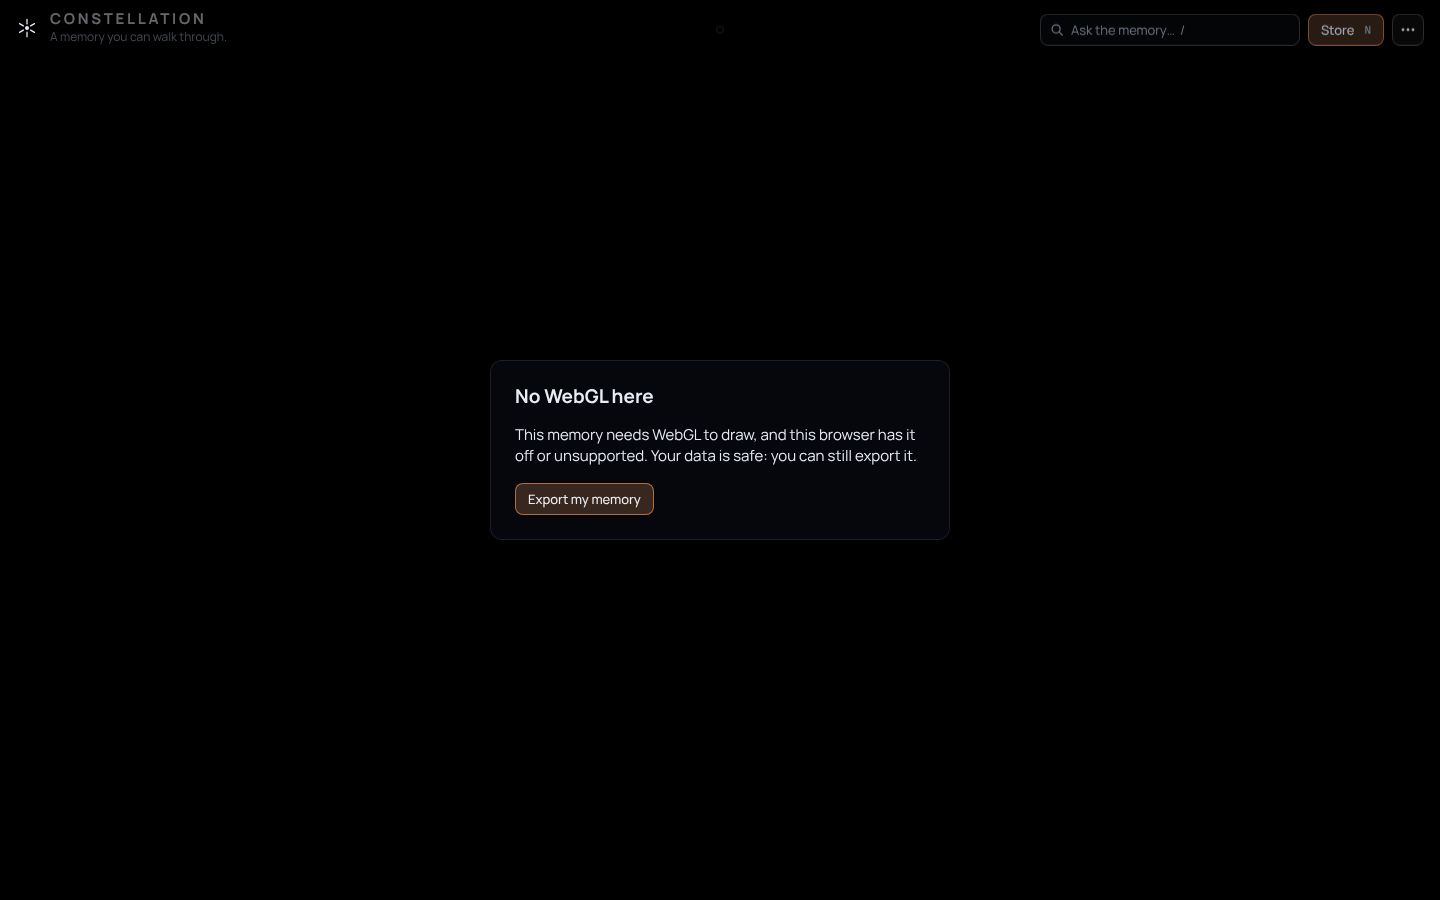 CONSTELLATION
A memory you can walk through.
Ask the memory... /
Store N
No WebGL here
This memory needs WebGL to draw, and this browser has it
off or unsupported. Your data is safe: you can still export it.
Export my memory